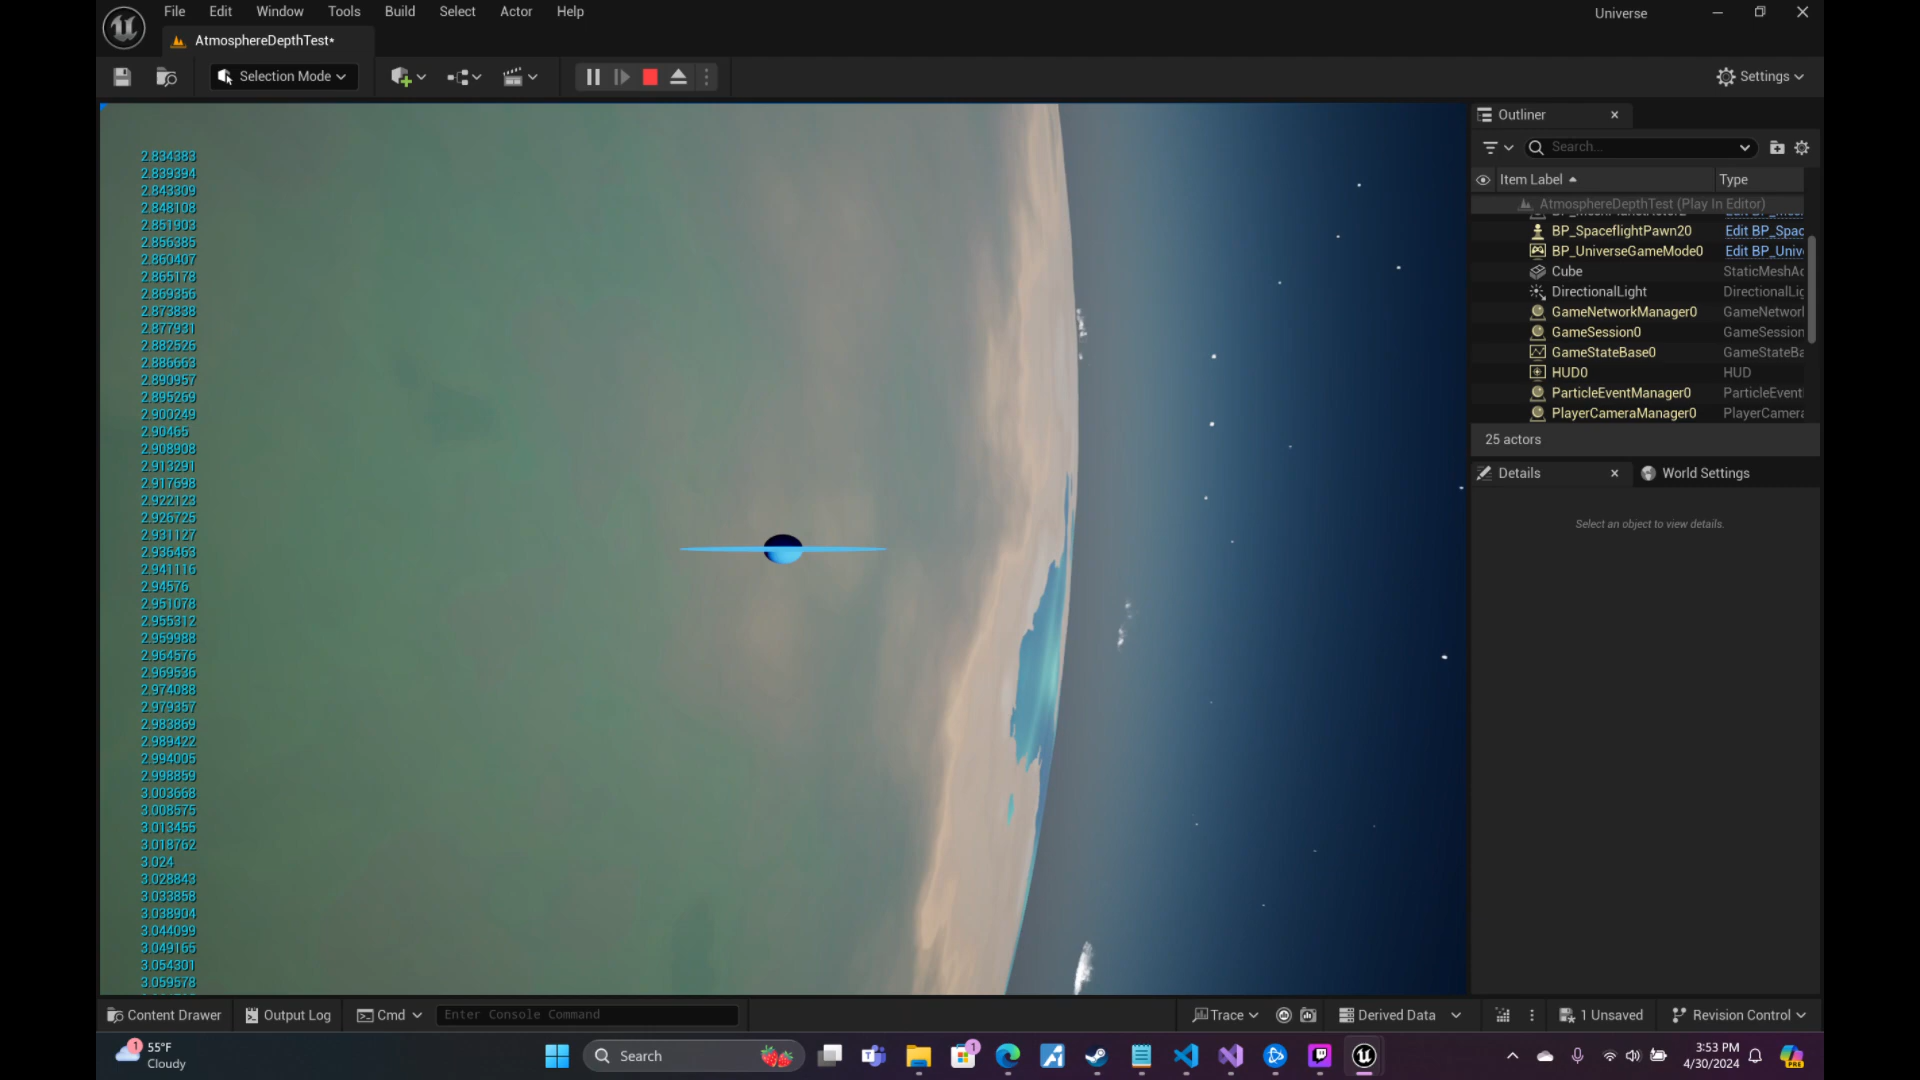 File Edit Window Tools Build Select Actor Help
Universe
AtmosphereDepthTest*
Selection Mode
Settings
2.834383
2.839394
2.843309
2.848108
2.851903
2.856385
2.860407
2.865178
2.869356
2.873838
2.877931
2.882526
2.886663
2.890957
2.895269
2.900249
2.90465
2.908908
2.913291
2.917698
2.922123
2.926725
2.931127
2.936463
2.941116
2.94576
2.951078
2.955312
2.959988
2.964576
2.969536
2.974088
2.979357
2.983869
2.989422
2.994005
2.998859
3.003668
3.008575
3.013455
3.018762
3.024
3.028843
3.033858
3.038904
3.044099
3.049165
3.054301
3.059578
Outliner
Search...
Item Label Type
AtmosphereDepthTest (Play In Editor)
BP_SpaceflightPawn20 Edit BP_Spac
BP_UniverseGameMode0 Edit BP_Univ
Cube StaticMeshAc
DirectionalLight DirectionalLig
GameNetworkManager0 GameNetwork
GameSession0 GameSession
GameStateBase0 GameStateBa
HUD0 HUD
ParticleEventManager0 ParticleEventI
PlayerCameraManager0 PlayerCamera
25 actors
Details World Settings
Select an object to view details.
Content Drawer Output Log Cmd Enter Console Command Trace Derived Data 1 Unsaved Revision Control
1 55°F
Cloudy
Search
1
3:53 PM
4/30/2024
PRE